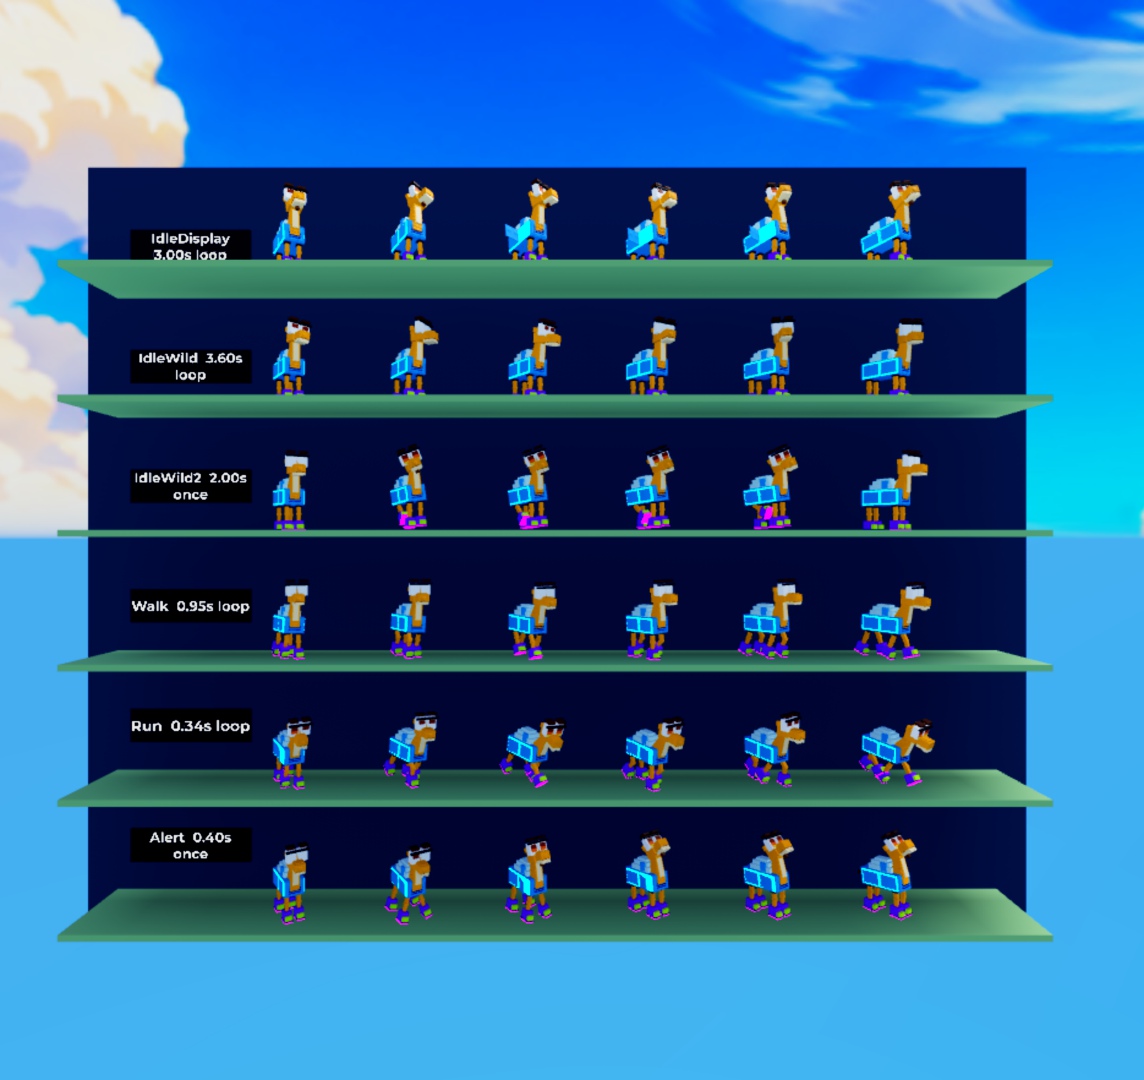 IdleDisplay
3.00s loop
IdleWild 3.60s
loop
IdleWild2 2.00s
once
Walk 0.95s loop
Run 0.34s loop
Alert 0.40s
once